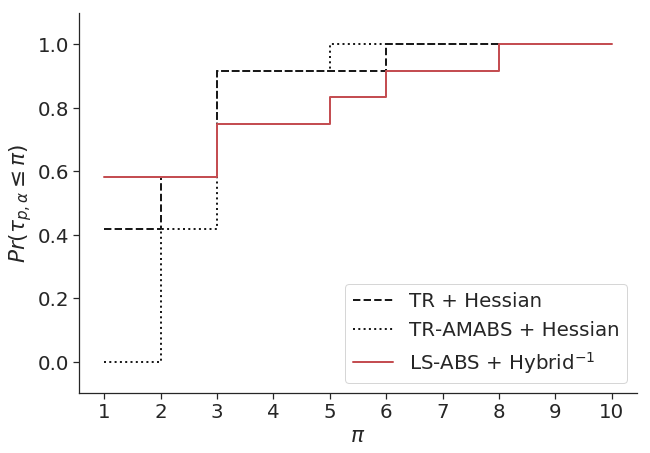 1.0
0.8
0.6
0.4
0.2
0.0
Pr(τ_{p,α} ≤ π)
TR + Hessian
TR-AMABS + Hessian
LS-ABS + Hybrid⁻¹
1 2 3 4 5 6 7 8 9 10
π